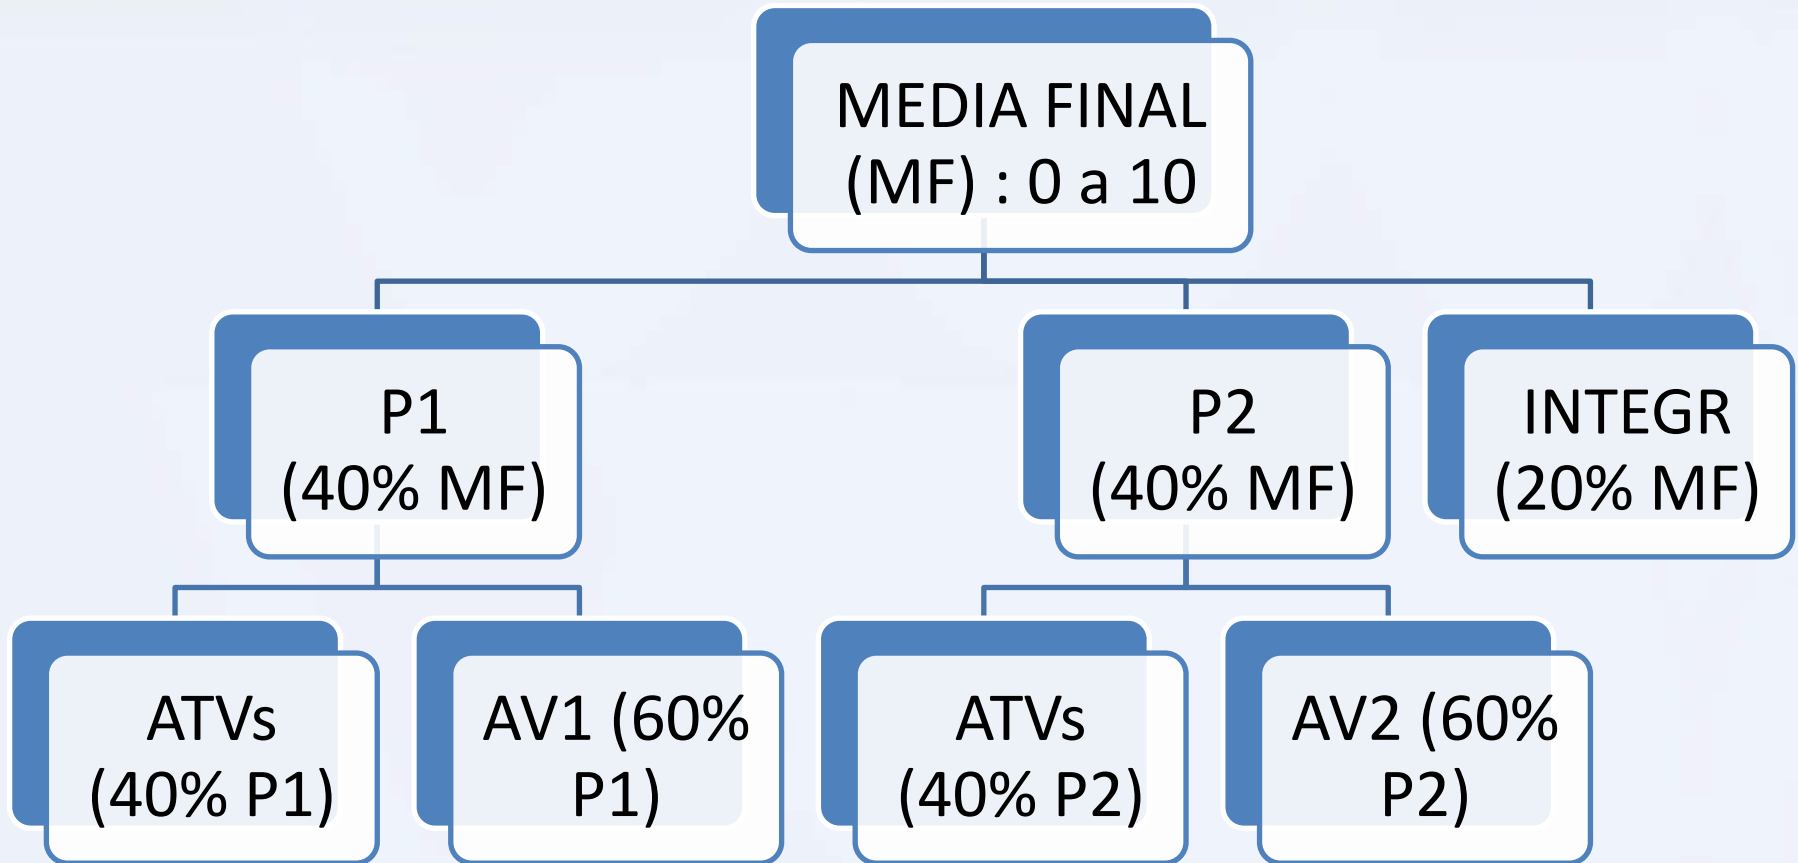 MEDIA FINAL
(MF) : 0 a 10
P1
(40% MF)
P2
(40% MF)
INTEGR
(20% MF)
ATVs
(40% P1)
AV1 (60%
P1)
ATVs
(40% P2)
AV2 (60%
P2)